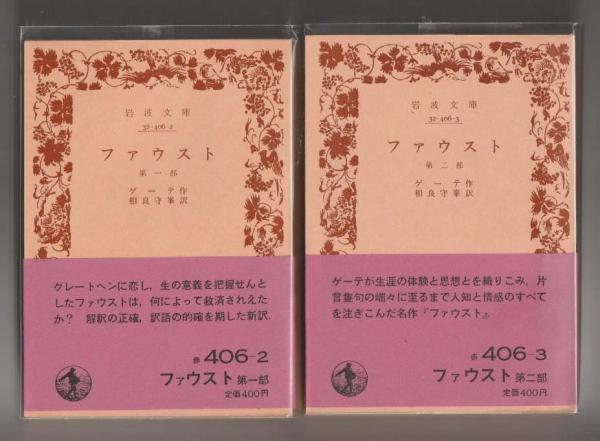 岩波文庫
32-406-2
ファウスト
第一部
ゲーテ作
相良守峯訳
グレートヘンに恋し，生の意義を把握せんと
したファウストは，何によって救済されえた
か？ 解釈の正確，訳語の的確を期した新訳．
赤 406-2
ファウスト 第一部
定価400円
岩波文庫
32-406-3
ファウスト
第二部
ゲーテ作
相良守峯訳
ゲーテが生涯の体験と思想とを織りこみ，片
言隻句の端々に至るまで人知と情感のすべて
を注ぎこんだ名作『ファウスト』．
赤 406-3
ファウスト 第二部
定価400円